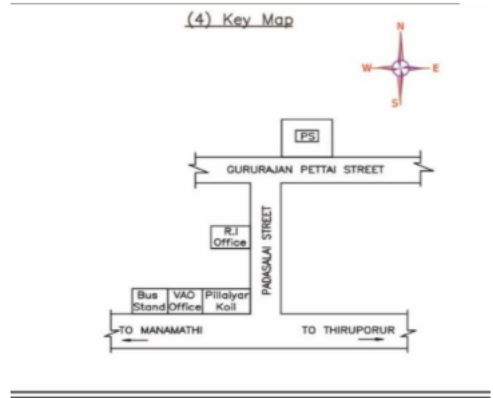 (4) Key Map
N
W
E
S
PS
GURURAJAN PETTAI STREET
PADASALAI STREET
R.I
Office
Bus
Stand
VAO
Office
Pillaiyar
Koil
TO MANAMATHI
TO THIRUPORUR